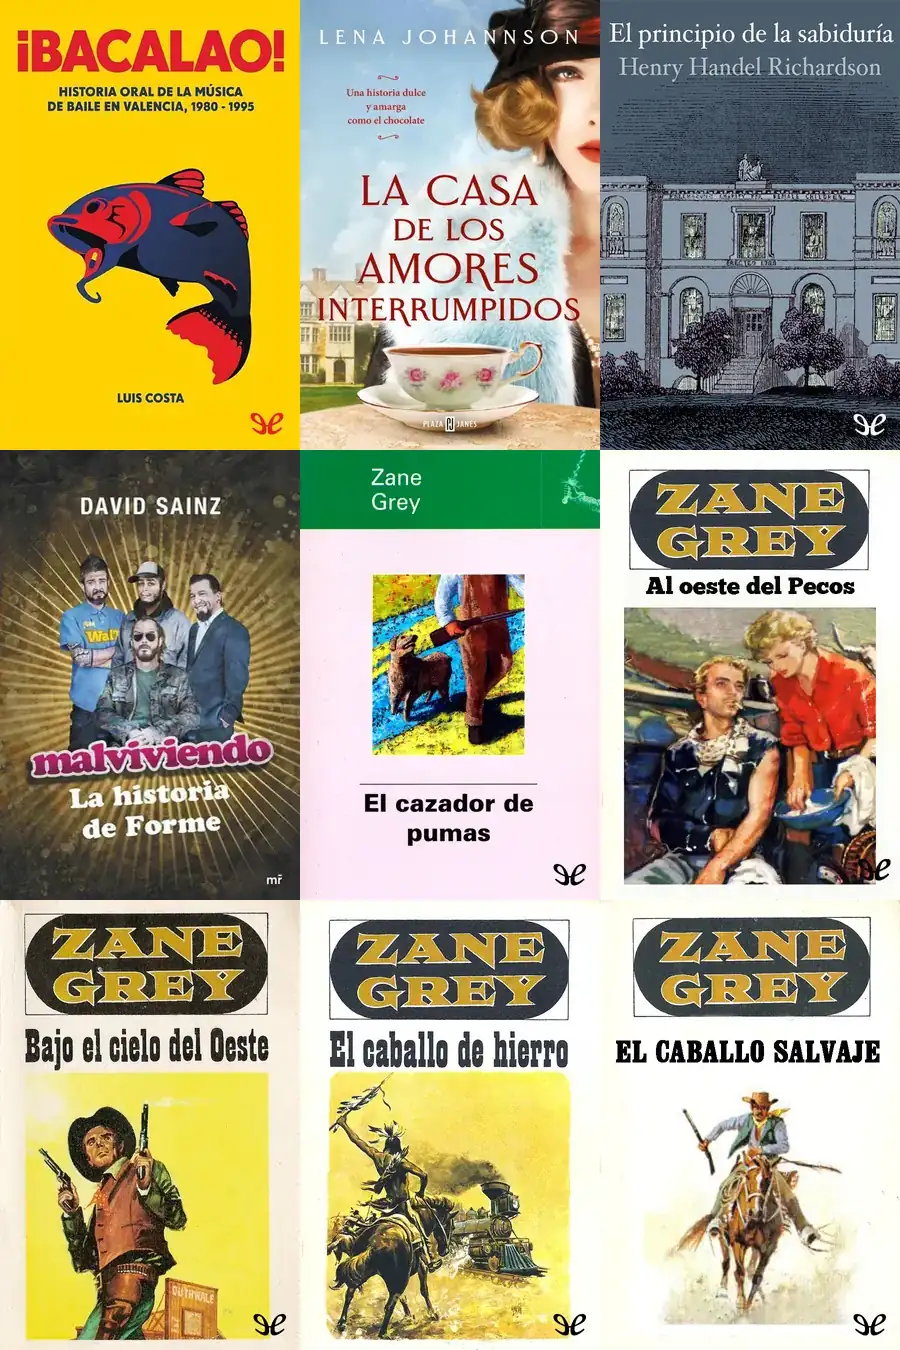 ¡BACALAO!
HISTORIA ORAL DE LA MÚSICA
DE BAILE EN VALENCIA, 1980 - 1995
LUIS COSTA
LENA JOHANNSON
Una historia dulce
y amarga
como el chocolate
LA CASA
DE LOS
AMORES
INTERRUMPIDOS
PLAZA JANÉS
El principio de la sabiduría
Henry Handel Richardson
DAVID SAINZ
malviviendo
La historia
de Forme
mr
Zane
Grey
El cazador de
pumas
ZANE
GREY
Al oeste del Pecos
ZANE
GREY
Bajo el cielo del Oeste
ZANE
GREY
El caballo de hierro
ZANE
GREY
EL CABALLO SALVAJE